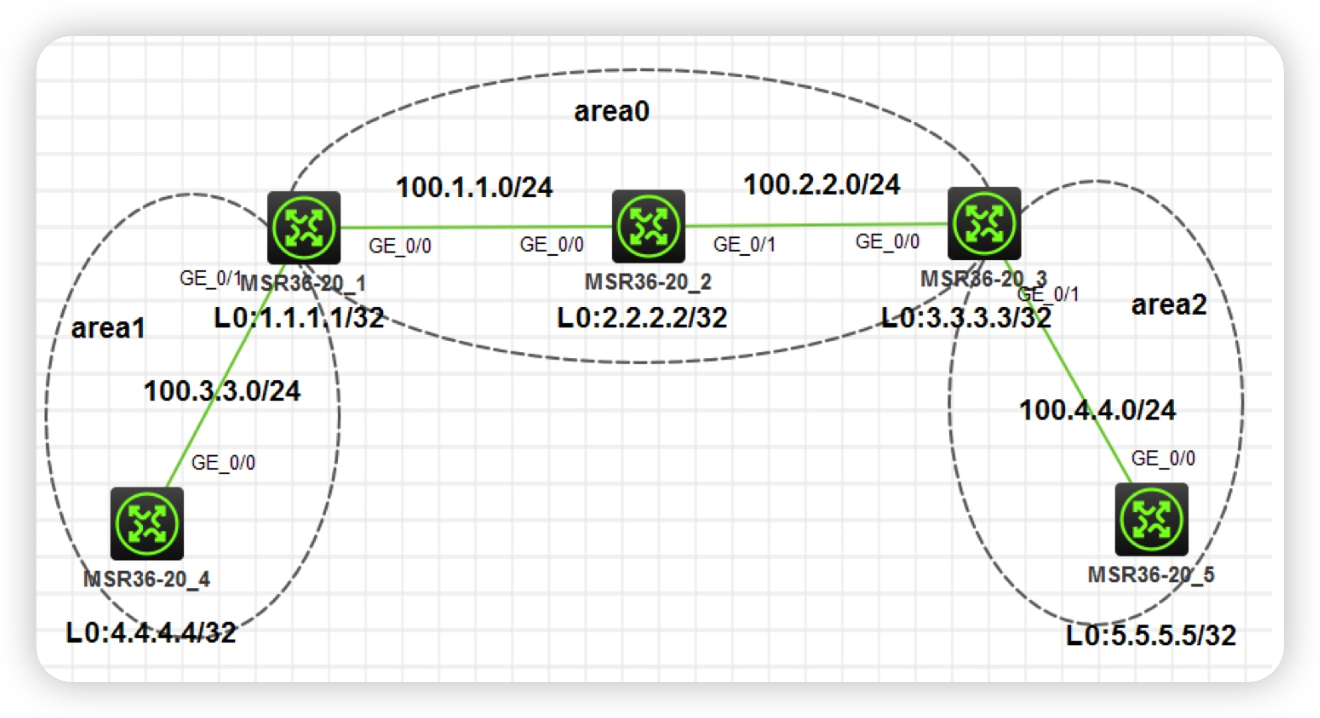 area0
100.1.1.0/24
100.2.2.0/24
GE_0/0
GE_0/0
GE_0/1
GE_0/0
GE_0/1
MSR36-20_1
MSR36-20_2
MSR36-20_3
GE_0/1
L0:1.1.1.1/32
L0:2.2.2.2/32
L0:3.3.3.3/32
area1
area2
100.3.3.0/24
100.4.4.0/24
GE_0/0
GE_0/0
MSR36-20_4
MSR36-20_5
L0:4.4.4.4/32
L0:5.5.5.5/32